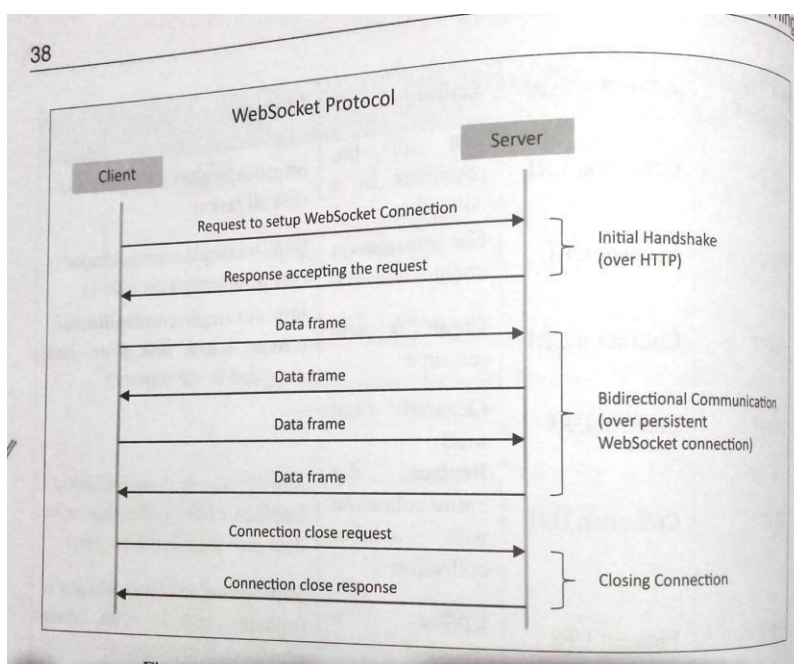 38
WebSocket Protocol
Client
Server
Request to setup WebSocket Connection
Initial Handshake
(over HTTP)
Response accepting the request
Data frame
Data frame
Bidirectional Communication
(over persistent
WebSocket connection)
Data frame
Data frame
Connection close request
Closing Connection
Connection close response